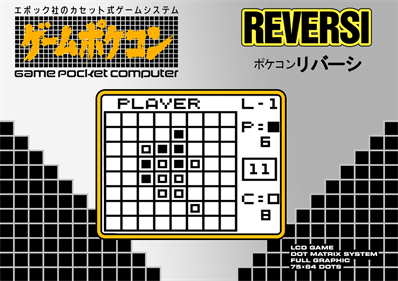 エポック社のカセット式ゲームシステム
ゲームポケコン
Game Pocket Computer
REVERSI
ポケコンリバーシ
PLAYER L-1
P:■
6
11
C:□
8
LCD GAME
DOT MATRIX SYSTEM
FULL GRAPHIC
75×64 DOTS